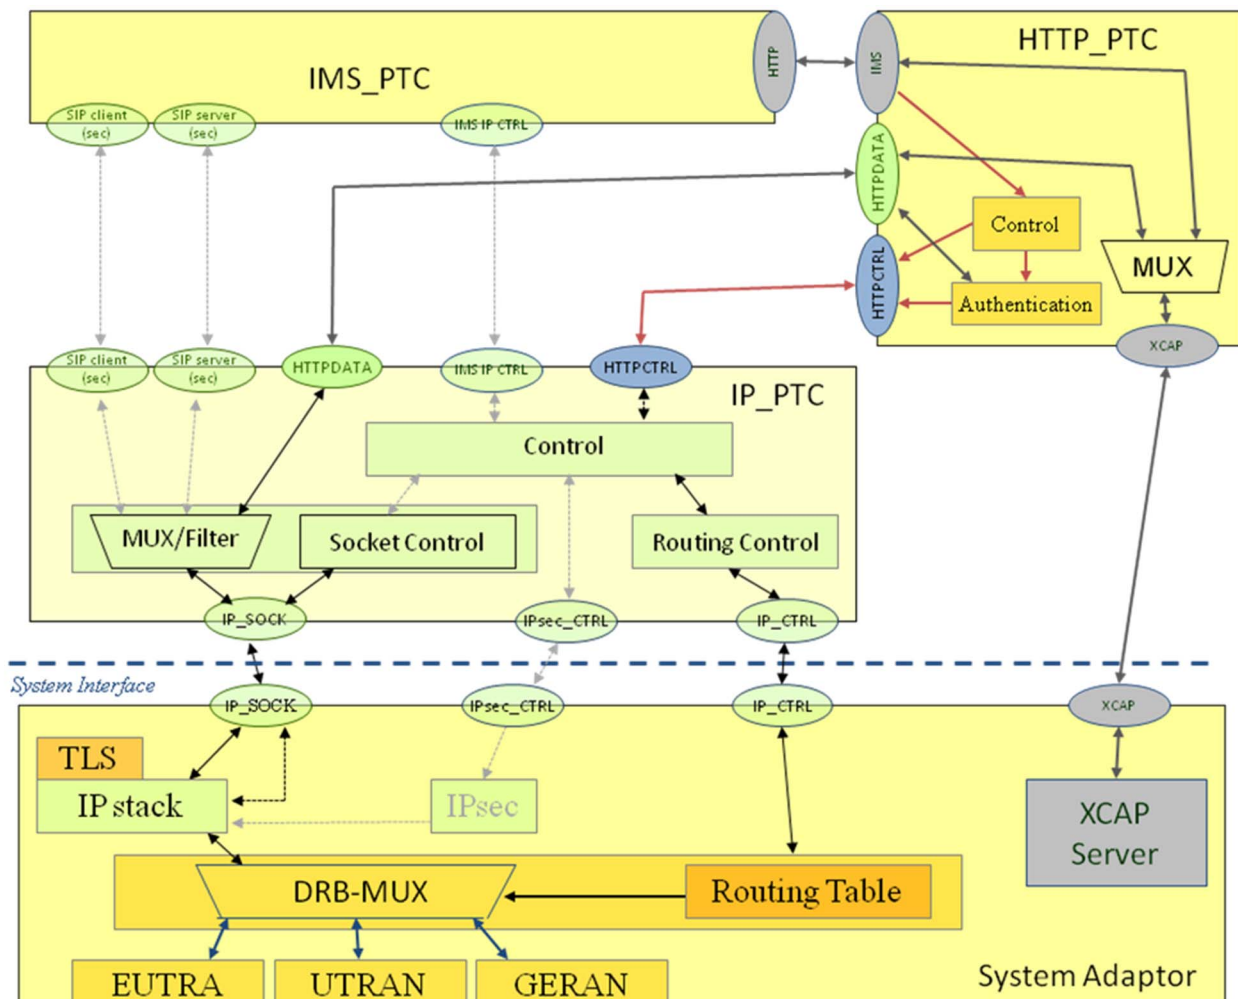 IMS_PTC
HTTP
IMS
HTTP_PTC
SIP client
(sec)
SIP server
(sec)
IMS IP CTRL
HTTPDATA
Control
HTTPCTRL
MUX
Authentication
XCAP
SIP client
(sec)
SIP server
(sec)
HTTPDATA
IMS IP CTRL
HTTPCTRL
IP_PTC
Control
MUX/Filter
Socket Control
Routing Control
IP_SOCK
IPsec_CTRL
IP_CTRL
System Interface
IP_SOCK
IPsec_CTRL
IP_CTRL
XCAP
TLS
IP stack
IPsec
XCAP
Server
DRB-MUX
Routing Table
EUTRA
UTRAN
GERAN
System Adaptor